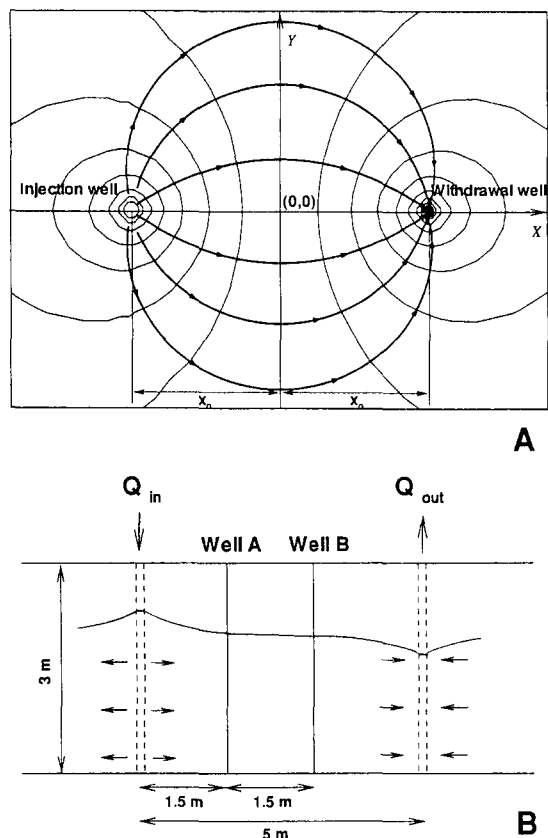 Y
Injection well
(0,0)
Withdrawal well
X
x₀
x₀
A
Q in
Q out
Well A
Well B
3 m
1.5 m
1.5 m
5 m
B